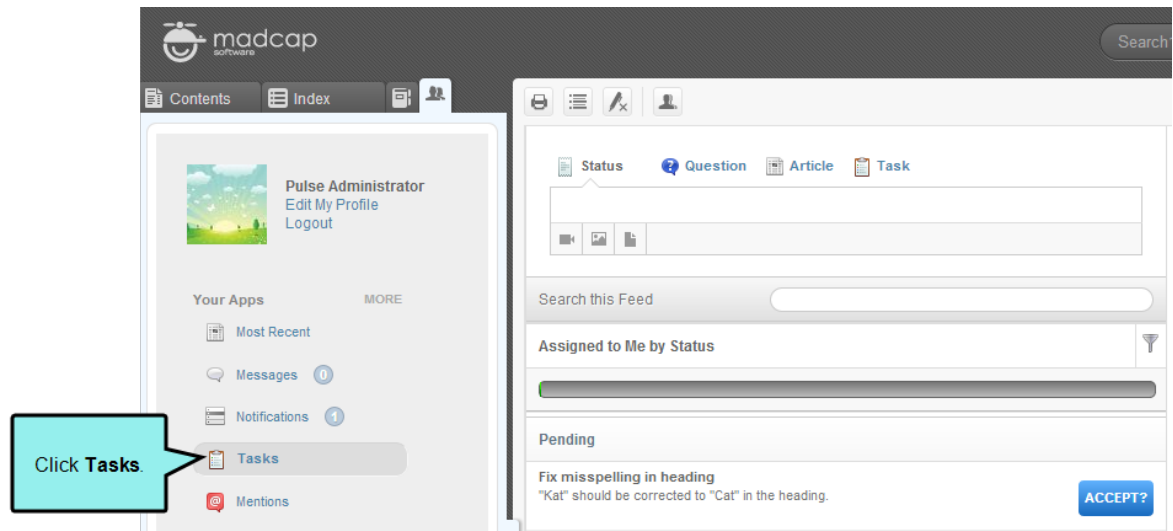 madcap
software
Search
Contents
Index
Status
Question
Article
Task
Pulse Administrator
Edit My Profile
Logout
Your Apps
MORE
Most Recent
Messages 0
Notifications 1
Tasks
@ Mentions
Click Tasks.
Search this Feed
Assigned to Me by Status
Pending
Fix misspelling in heading
"Kat" should be corrected to "Cat" in the heading.
ACCEPT?